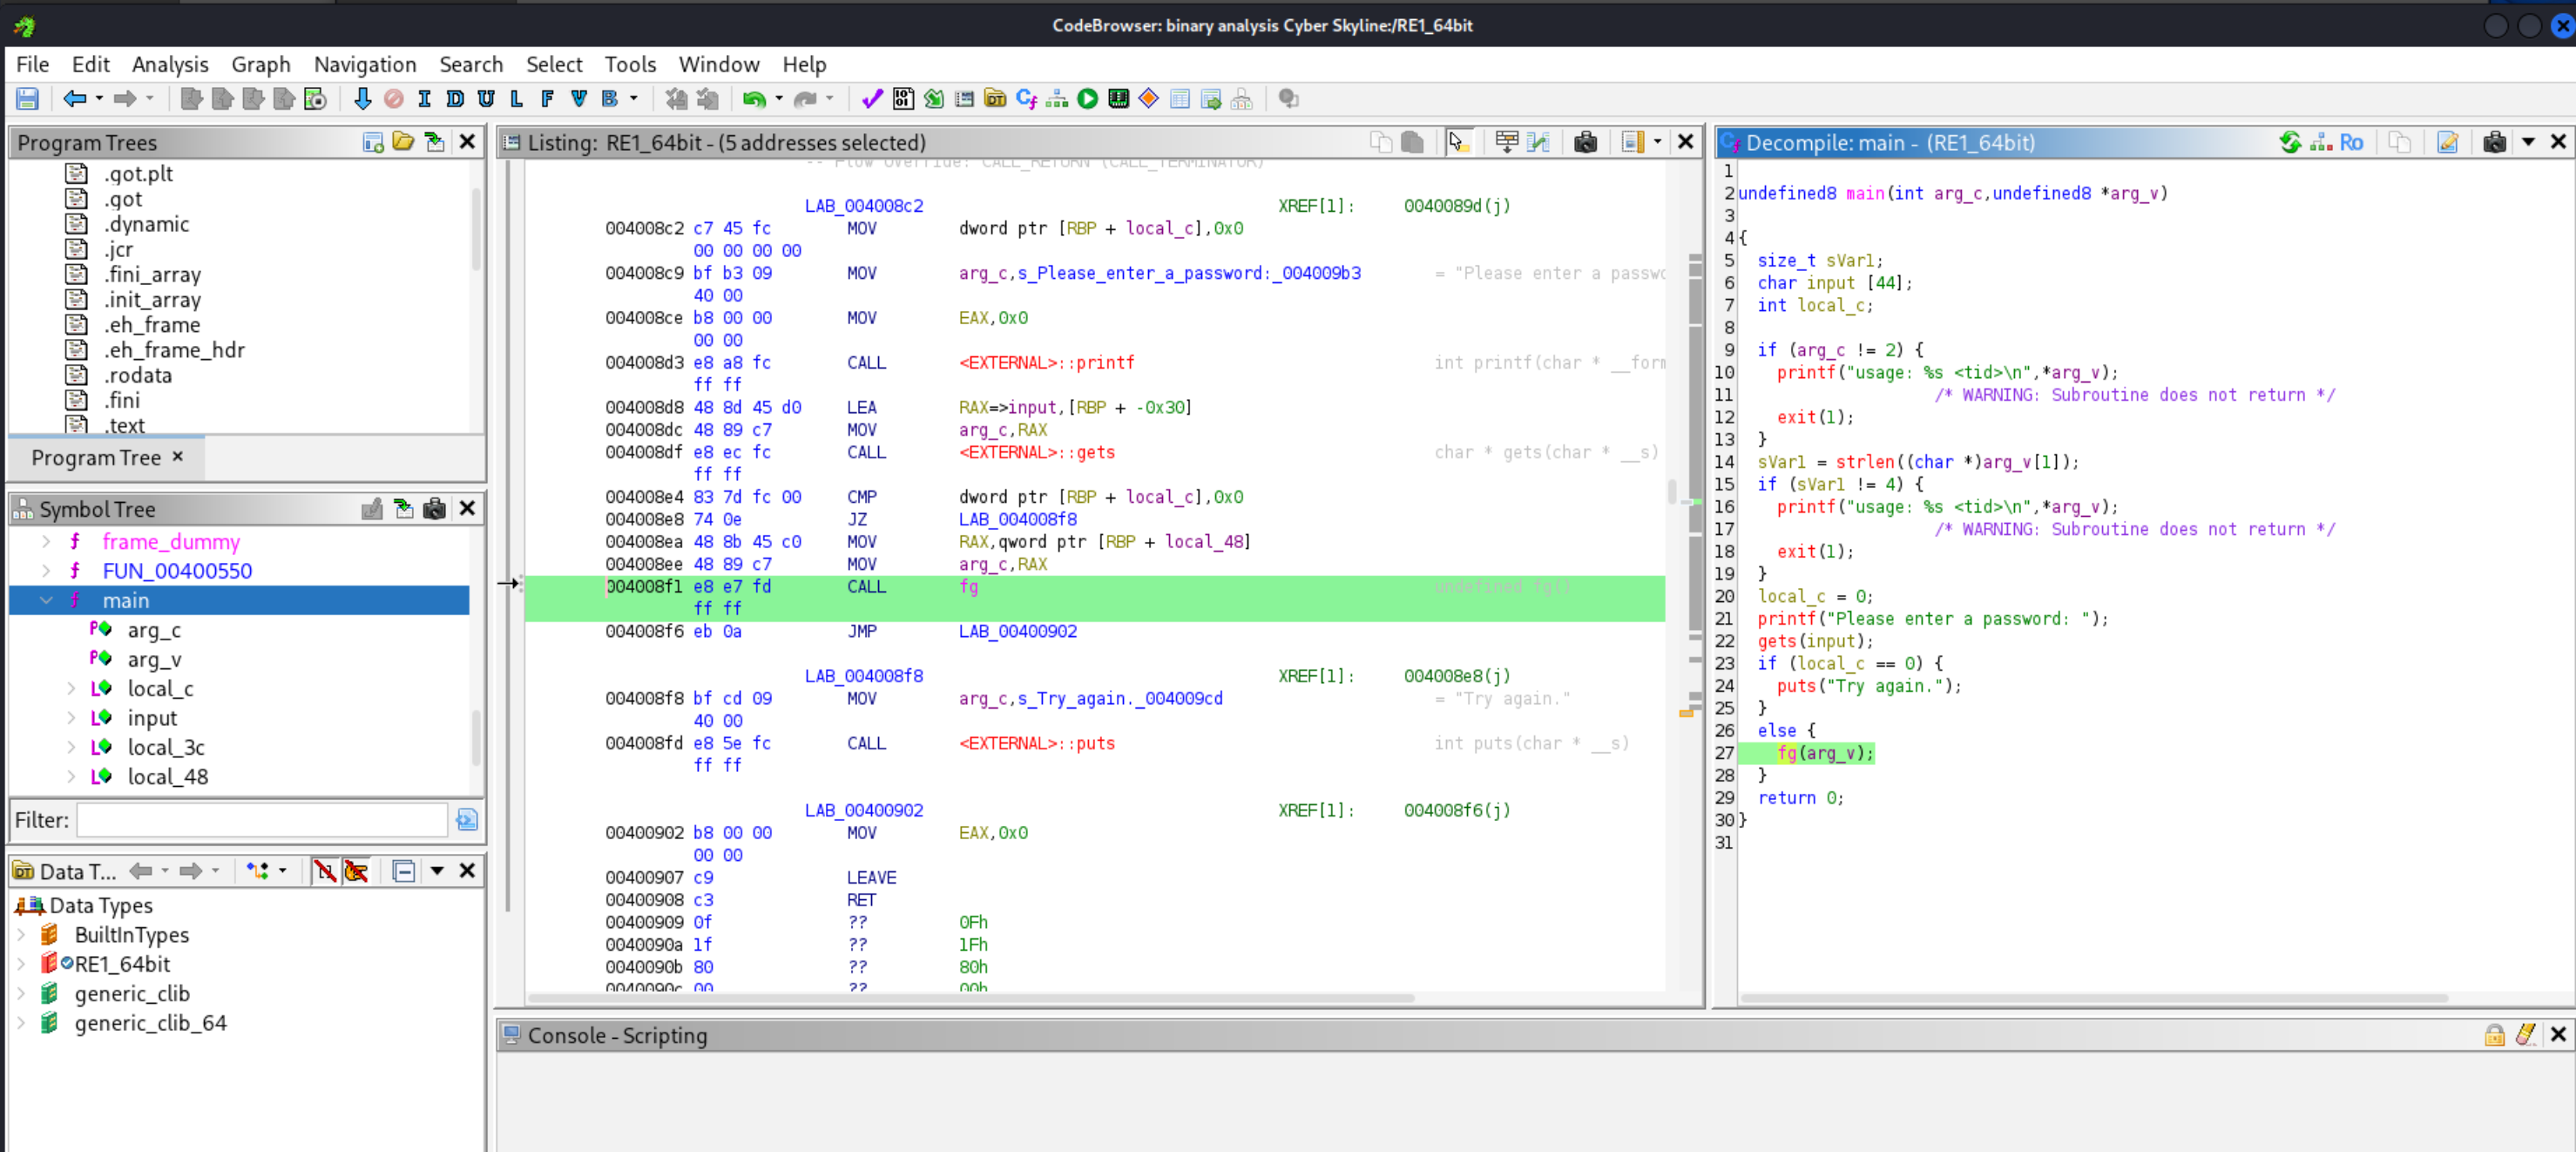 CodeBrowser: binary analysis Cyber Skyline:/RE1_64bit
File Edit Analysis Graph Navigation Search Select Tools Window Help
I D U L F V B
Program Trees
.got.plt
.got
.dynamic
.jcr
.fini_array
.init_array
.eh_frame
.eh_frame_hdr
.rodata
.fini
.text
Program Tree ×
Symbol Tree
f frame_dummy
f FUN_00400550
f main
arg_c
arg_v
local_c
input
local_3c
local_48
Filter:
Data T...
Data Types
BuiltInTypes
RE1_64bit
generic_clib
generic_clib_64
Listing: RE1_64bit - (5 addresses selected)
-- Flow Override: CALL_RETURN (CALL_TERMINATOR)
LAB_004008c2 XREF[1]: 0040089d(j)
004008c2 c7 45 fc MOV dword ptr [RBP + local_c],0x0
00 00 00 00
004008c9 bf b3 09 MOV arg_c,s_Please_enter_a_password:_004009b3 = "Please enter a passwo
40 00
004008ce b8 00 00 MOV EAX,0x0
00 00
004008d3 e8 a8 fc CALL <EXTERNAL>::printf int printf(char * __form
ff ff
004008d8 48 8d 45 d0 LEA RAX=>input,[RBP + -0x30]
004008dc 48 89 c7 MOV arg_c,RAX
004008df e8 ec fc CALL <EXTERNAL>::gets char * gets(char * __s)
ff ff
004008e4 83 7d fc 00 CMP dword ptr [RBP + local_c],0x0
004008e8 74 0e JZ LAB_004008f8
004008ea 48 8b 45 c0 MOV RAX,qword ptr [RBP + local_48]
004008ee 48 89 c7 MOV arg_c,RAX
004008f1 e8 e7 fd CALL fg undefined fg()
ff ff
004008f6 eb 0a JMP LAB_00400902
LAB_004008f8 XREF[1]: 004008e8(j)
004008f8 bf cd 09 MOV arg_c,s_Try_again._004009cd = "Try again."
40 00
004008fd e8 5e fc CALL <EXTERNAL>::puts int puts(char * __s)
ff ff
LAB_00400902 XREF[1]: 004008f6(j)
00400902 b8 00 00 MOV EAX,0x0
00 00
00400907 c9 LEAVE
00400908 c3 RET
00400909 0f ?? 0Fh
0040090a 1f ?? 1Fh
0040090b 80 ?? 80h
0040090c 00 ?? 00h
Decompile: main - (RE1_64bit)
Ro
1
2 undefined8 main(int arg_c,undefined8 *arg_v)
3
4 {
5 size_t sVar1;
6 char input [44];
7 int local_c;
8
9 if (arg_c != 2) {
10 printf("usage: %s <tid>\n",*arg_v);
11 /* WARNING: Subroutine does not return */
12 exit(1);
13 }
14 sVar1 = strlen((char *)arg_v[1]);
15 if (sVar1 != 4) {
16 printf("usage: %s <tid>\n",*arg_v);
17 /* WARNING: Subroutine does not return */
18 exit(1);
19 }
20 local_c = 0;
21 printf("Please enter a password: ");
22 gets(input);
23 if (local_c == 0) {
24 puts("Try again.");
25 }
26 else {
27 fg(arg_v);
28 }
29 return 0;
30 }
31
Console - Scripting